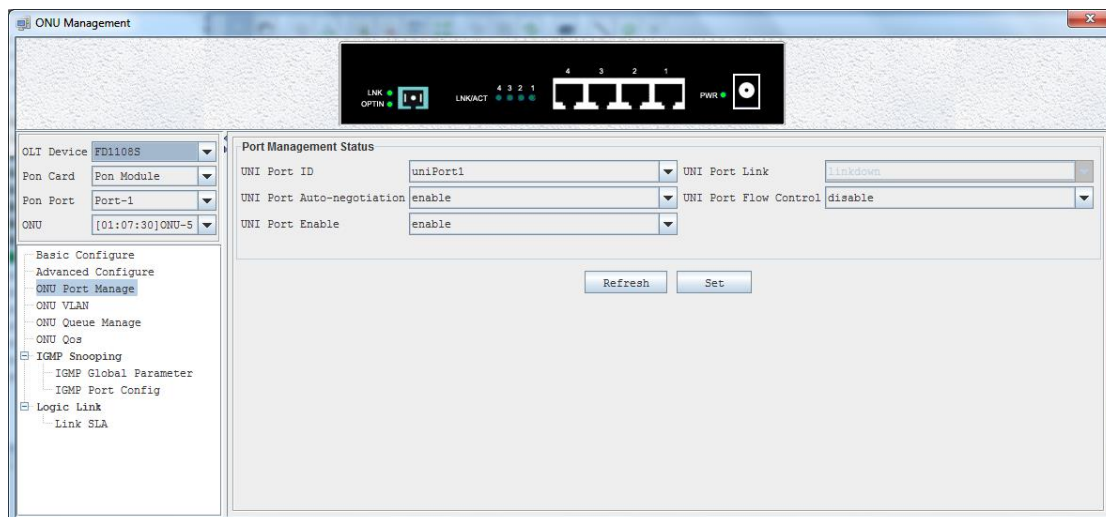 ONU Management
4 3 2 1
LNK
OPTIN
LNK/ACT
4 3 2 1
PWR
OLT Device FD1108S
Pon Card Pon Module
Pon Port Port-1
ONU [01:07:30]ONU-5
Basic Configure
Advanced Configure
ONU Port Manage
ONU VLAN
ONU Queue Manage
ONU Qos
IGMP Snooping
IGMP Global Parameter
IGMP Port Config
Logic Link
Link SLA
Port Management Status
UNI Port ID uniPort1 UNI Port Link linkdown
UNI Port Auto-negotiation enable UNI Port Flow Control disable
UNI Port Enable enable
Refresh Set